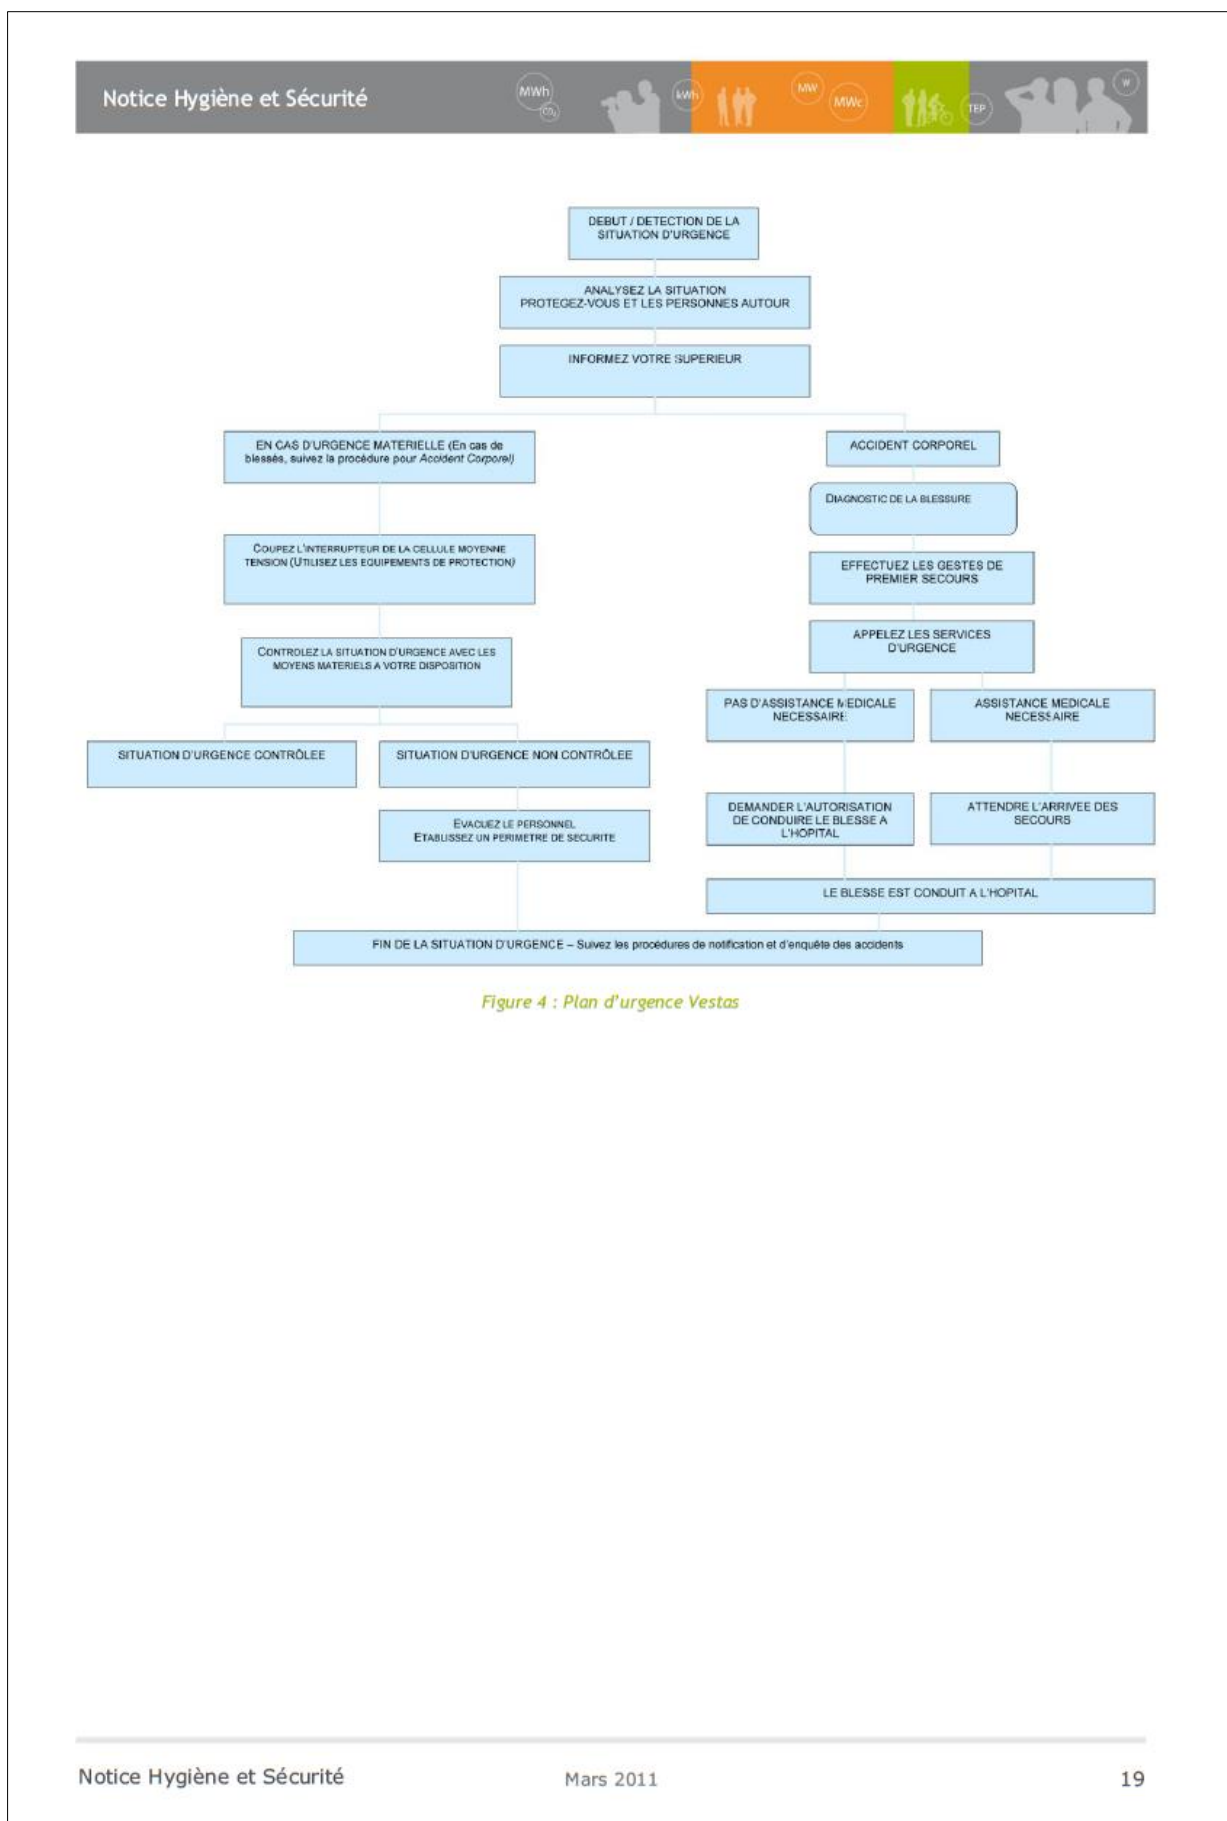 Notice Hygiène et Sécurité
MWh
CO₂
kWh
MW
MWc
TEP
W
DEBUT / DETECTION DE LA
SITUATION D'URGENCE
ANALYSEZ LA SITUATION
PROTEGEZ-VOUS ET LES PERSONNES AUTOUR
INFORMEZ VOTRE SUPERIEUR
EN CAS D'URGENCE MATERIELLE (En cas de
blessés, suivez la procédure pour Accident Corporel)
COUPEZ L'INTERRUPTEUR DE LA CELLULE MOYENNE
TENSION (UTILISEZ LES EQUIPEMENTS DE PROTECTION)
CONTROLEZ LA SITUATION D'URGENCE AVEC LES
MOYENS MATERIELS A VOTRE DISPOSITION
SITUATION D'URGENCE CONTRÔLEE
SITUATION D'URGENCE NON CONTRÔLEE
EVACUEZ LE PERSONNEL
ETABLISSEZ UN PERIMETRE DE SECURITE
ACCIDENT CORPOREL
DIAGNOSTIC DE LA BLESSURE
EFFECTUEZ LES GESTES DE
PREMIER SECOURS
APPELEZ LES SERVICES
D'URGENCE
PAS D'ASSISTANCE MEDICALE
NECESSAIRE
ASSISTANCE MEDICALE
NECESSAIRE
DEMANDER L'AUTORISATION
DE CONDUIRE LE BLESSE A
L'HOPITAL
ATTENDRE L'ARRIVEE DES
SECOURS
LE BLESSE EST CONDUIT A L'HOPITAL
FIN DE LA SITUATION D'URGENCE – Suivez les procédures de notification et d'enquête des accidents
Figure 4 : Plan d'urgence Vestas
Notice Hygiène et Sécurité
Mars 2011
19